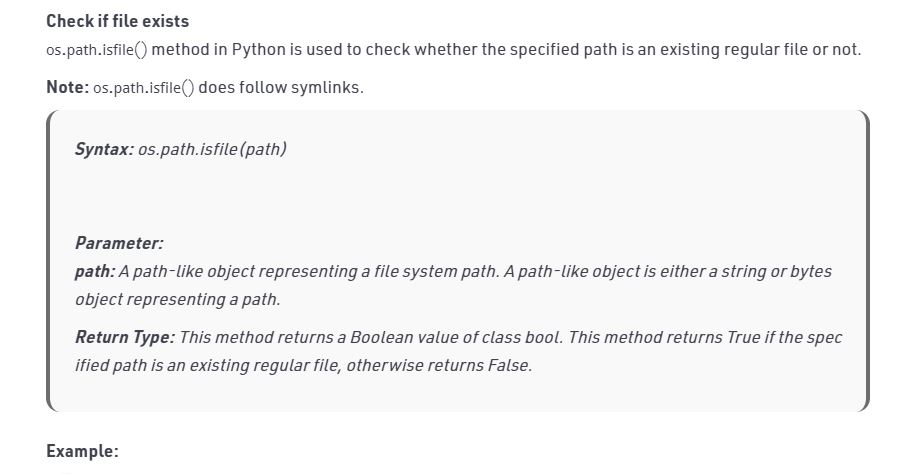 Check if file exists
os.path.isfile() method in Python is used to check whether the specified path is an existing regular file or not.
Note: os.path.isfile() does follow symlinks.
Syntax: os.path.isfile(path)
Parameter:
path: A path-like object representing a file system path. A path-like object is either a string or bytes
object representing a path.
Return Type: This method returns a Boolean value of class bool. This method returns True if the spec
ified path is an existing regular file, otherwise returns False.
Example: